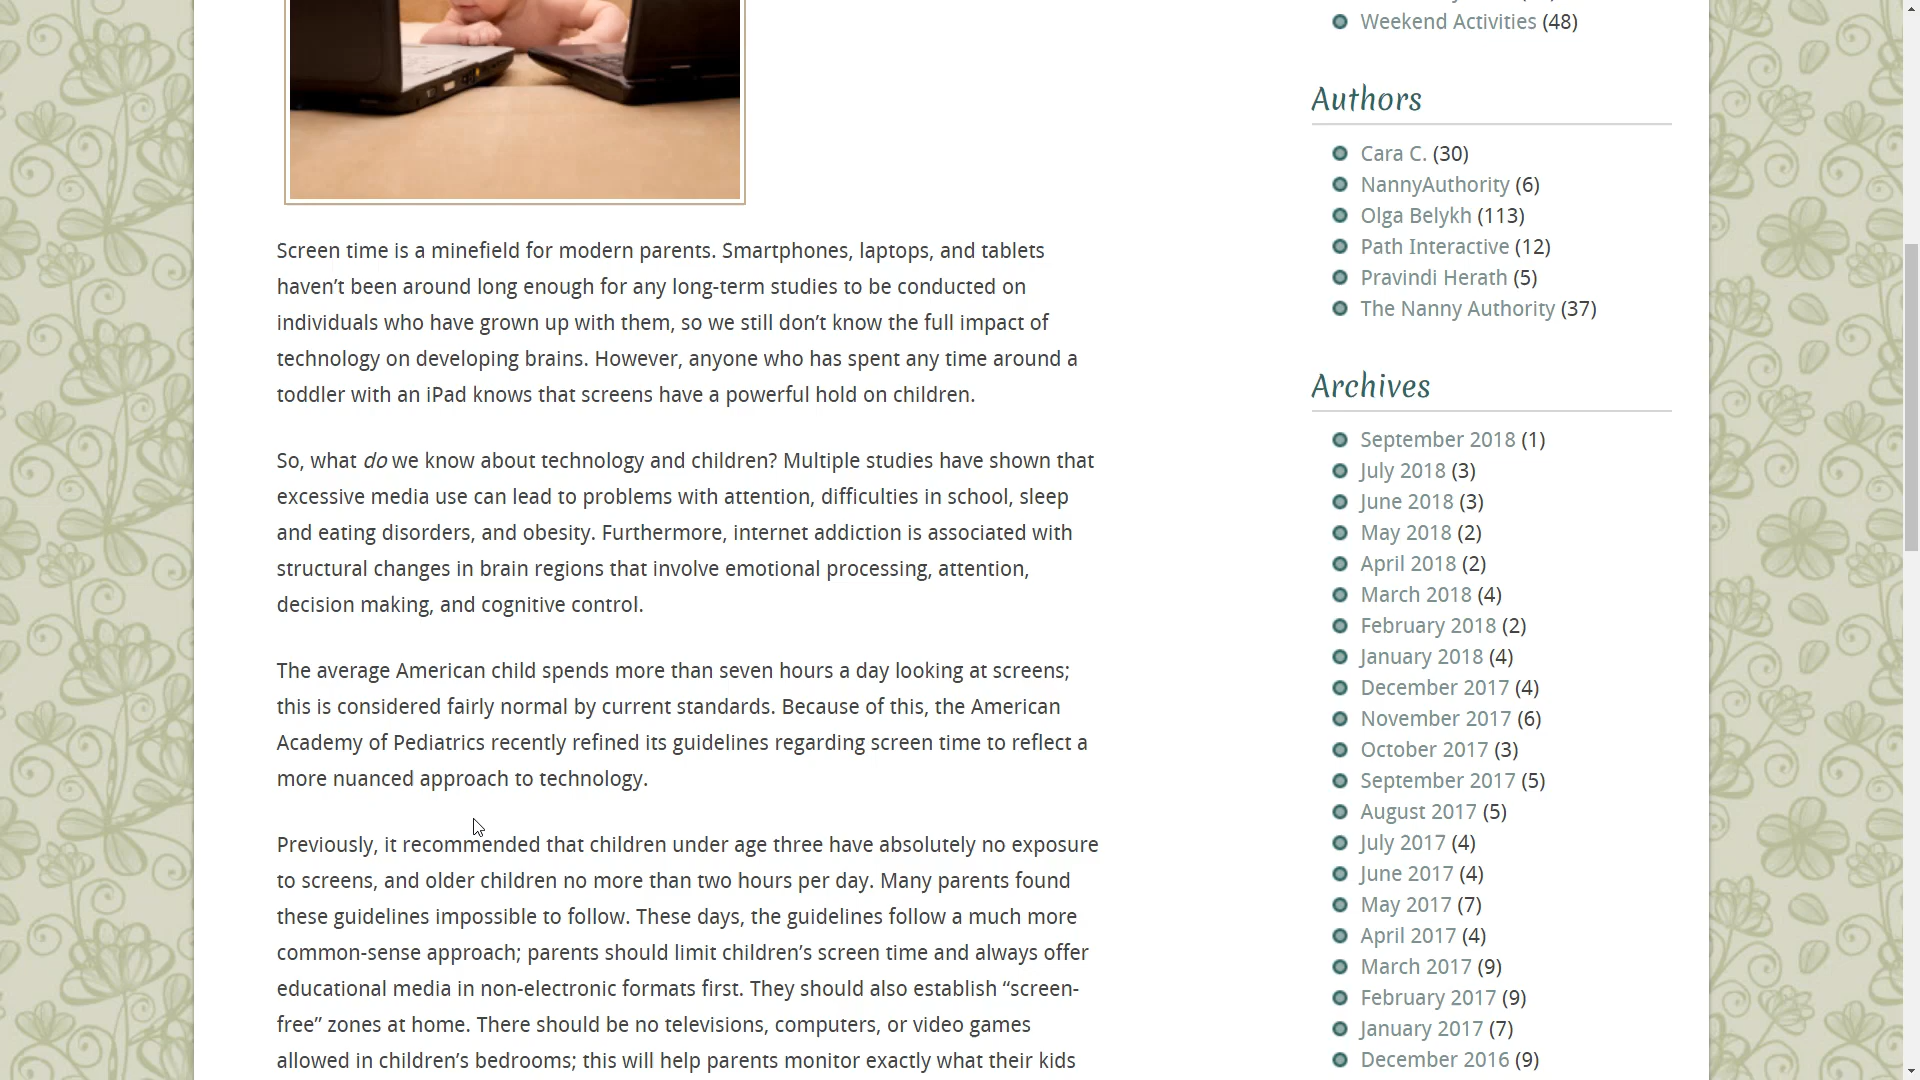 Screen time is a minefield for modern parents. Smartphones, laptops, and tablets
haven’t been around long enough for any long-term studies to be conducted on
individuals who have grown up with them, so we still don’t know the full impact of
technology on developing brains. However, anyone who has spent any time around a
toddler with an iPad knows that screens have a powerful hold on children.
So, what do we know about technology and children? Multiple studies have shown that
excessive media use can lead to problems with attention, difficulties in school, sleep
and eating disorders, and obesity. Furthermore, internet addiction is associated with
structural changes in brain regions that involve emotional processing, attention,
decision making, and cognitive control.
The average American child spends more than seven hours a day looking at screens;
this is considered fairly normal by current standards. Because of this, the American
Academy of Pediatrics recently refined its guidelines regarding screen time to reflect a
more nuanced approach to technology.
Previously, it recommended that children under age three have absolutely no exposure
to screens, and older children no more than two hours per day. Many parents found
these guidelines impossible to follow. These days, the guidelines follow a much more
common-sense approach; parents should limit children’s screen time and always offer
educational media in non-electronic formats first. They should also establish “screen-
free” zones at home. There should be no televisions, computers, or video games
allowed in children’s bedrooms; this will help parents monitor exactly what their kids
Weekend Activities (48)
Authors
Cara C. (30)
NannyAuthority (6)
Olga Belykh (113)
Path Interactive (12)
Pravindi Herath (5)
The Nanny Authority (37)
Archives
September 2018 (1)
July 2018 (3)
June 2018 (3)
May 2018 (2)
April 2018 (2)
March 2018 (4)
February 2018 (2)
January 2018 (4)
December 2017 (4)
November 2017 (6)
October 2017 (3)
September 2017 (5)
August 2017 (5)
July 2017 (4)
June 2017 (4)
May 2017 (7)
April 2017 (4)
March 2017 (9)
February 2017 (9)
January 2017 (7)
December 2016 (9)